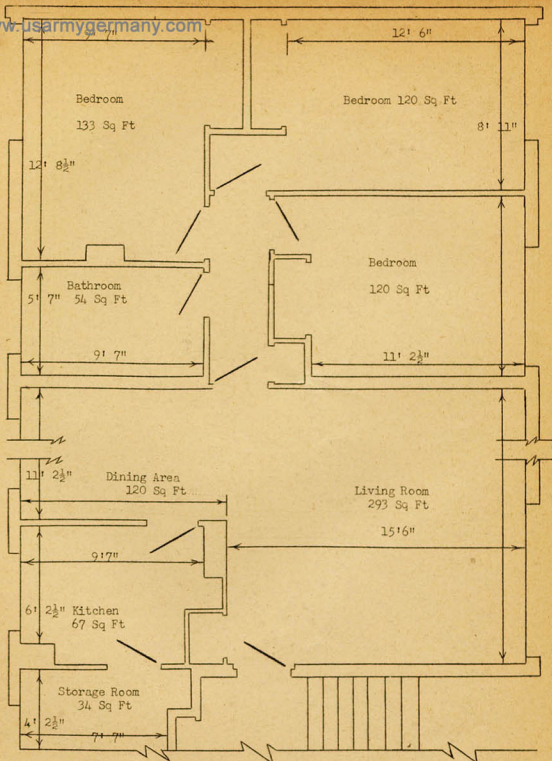 www.usarmygermany.com
9' 7"
12' 6"
Bedroom
133 Sq Ft
Bedroom 120 Sq Ft
8' 11"
12' 8½"
Bedroom
120 Sq Ft
Bathroom
54 Sq Ft
5' 7"
9' 7"
11' 2½"
11' 2½"
Dining Area
120 Sq Ft
Living Room
293 Sq Ft
15'6"
9'7"
6' 2½"
Kitchen
67 Sq Ft
Storage Room
34 Sq Ft
4' 2½"
7' 7"